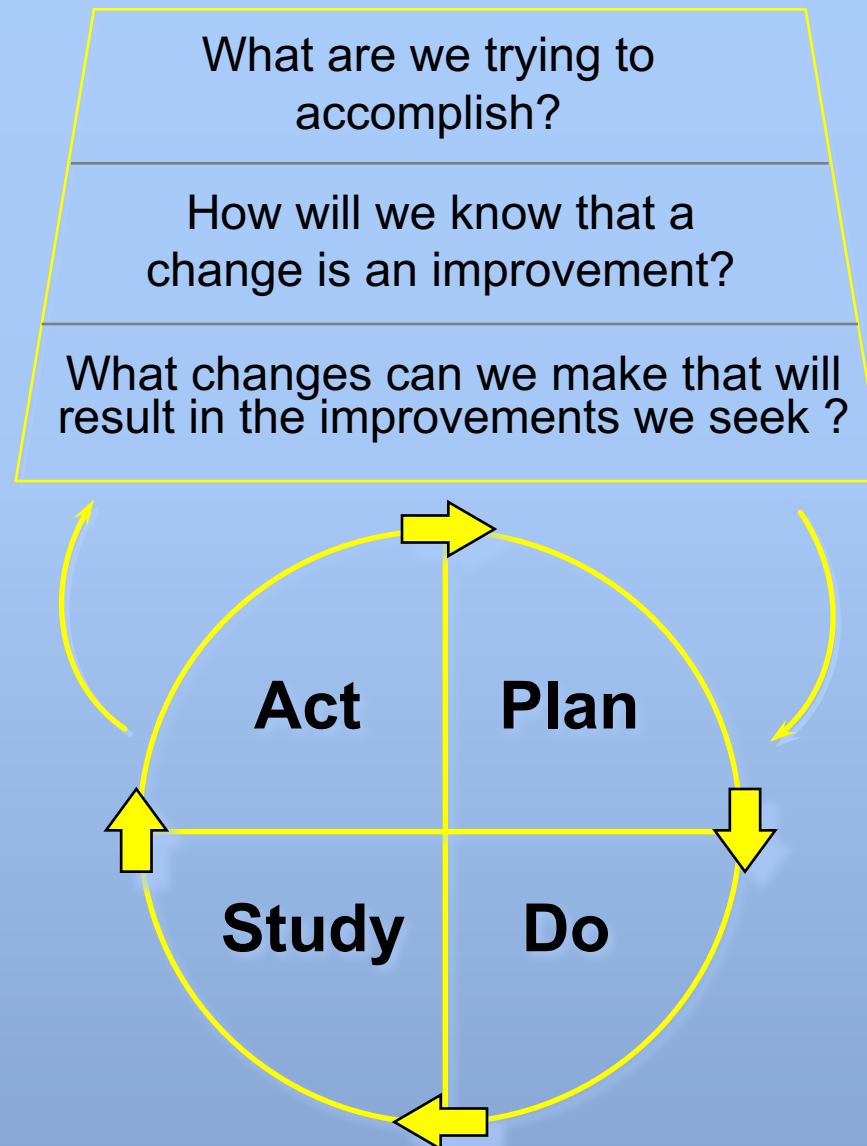 What are we trying to
accomplish?
How will we know that a
change is an improvement?
What changes can we make that will
result in the improvements we seek ?
Act
Plan
Study
Do